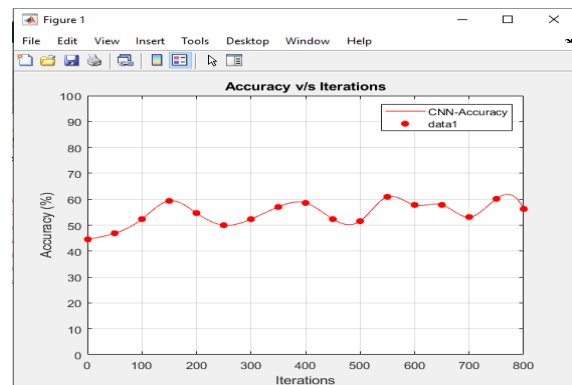 Figure 1
File Edit View Insert Tools Desktop Window Help
Accuracy v/s Iterations
CNN-Accuracy
data1
Accuracy (%)
100
90
80
70
60
50
40
30
20
10
0
0 100 200 300 400 500 600 700 800
Iterations